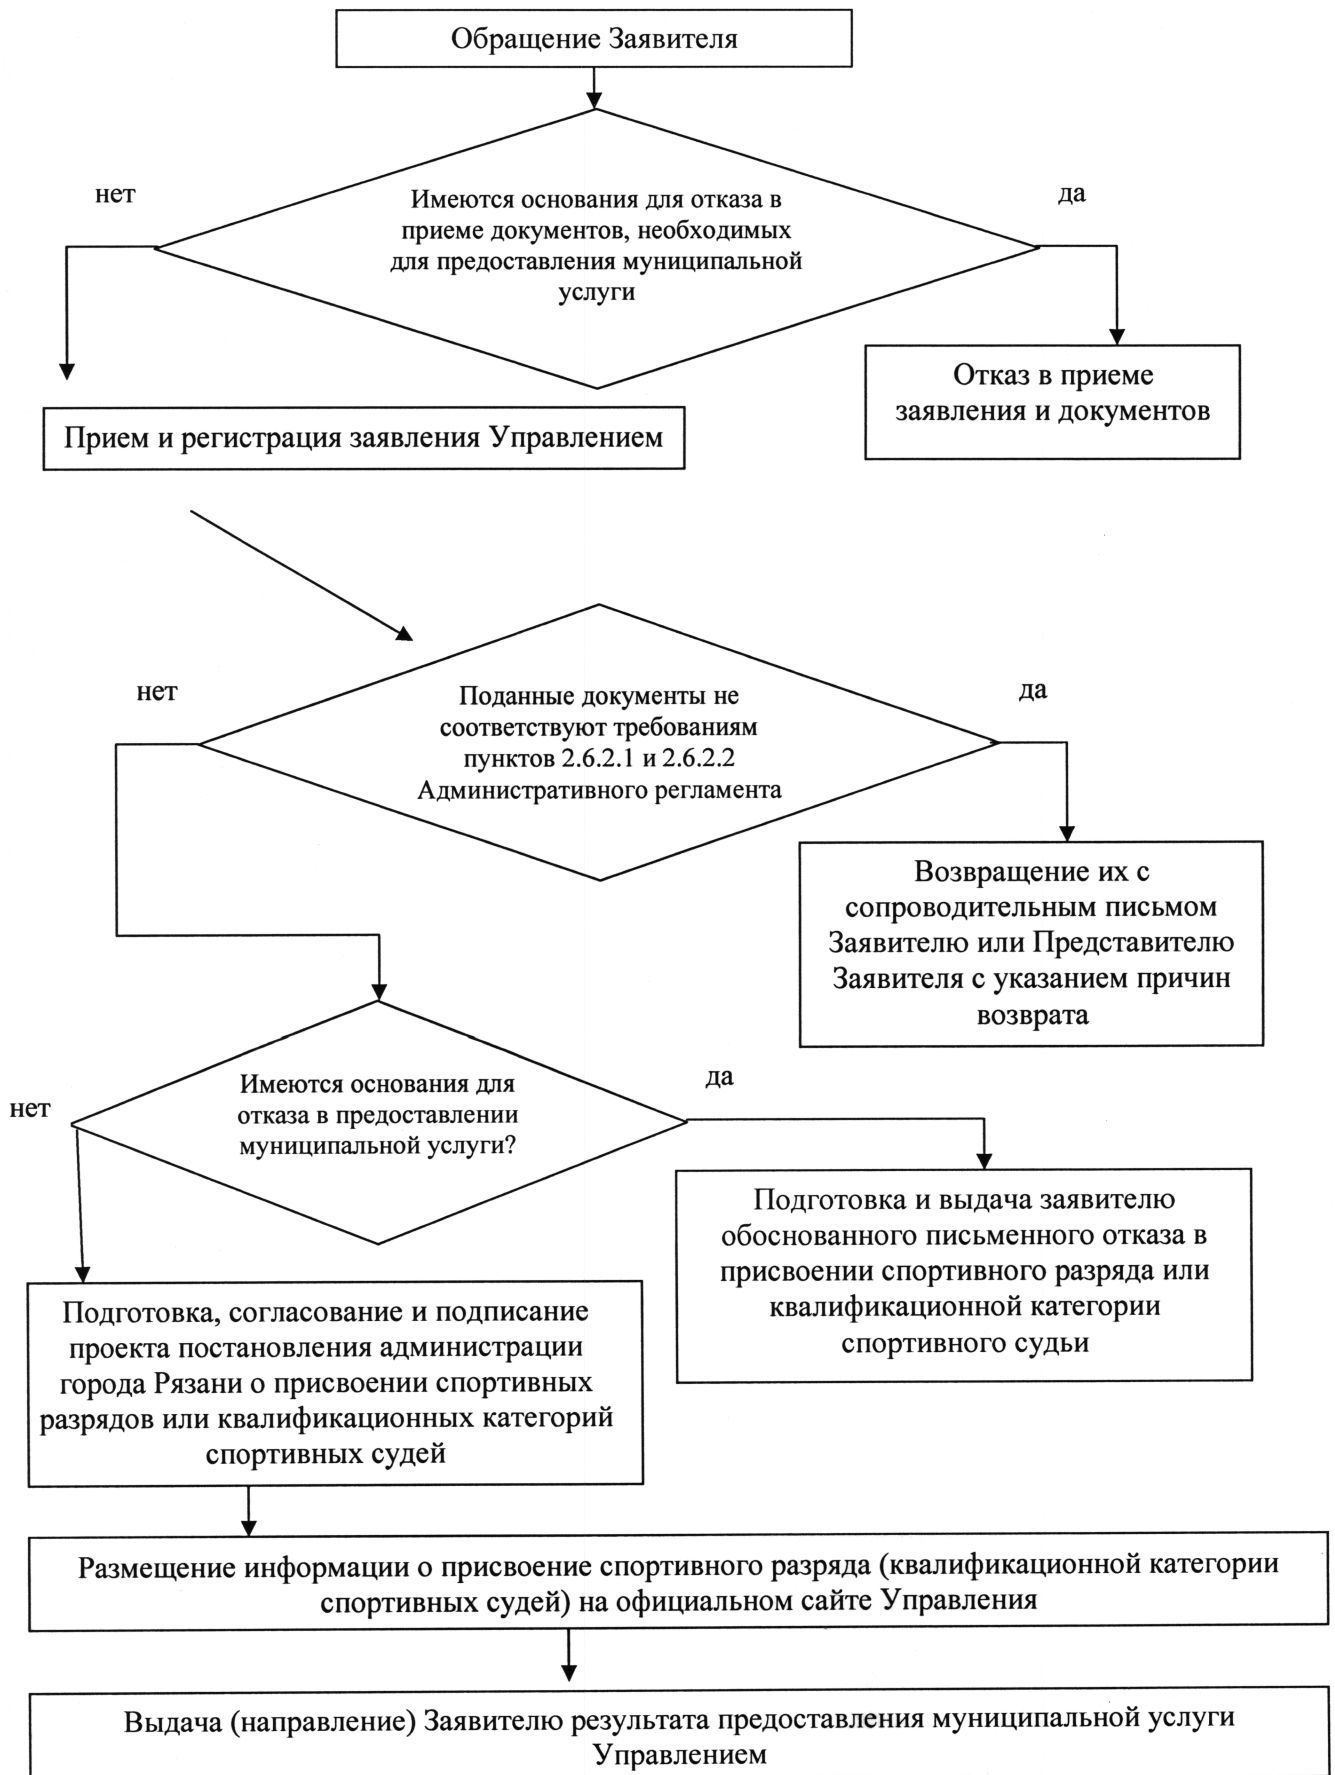 Обращение Заявителя
нет
да
Имеются основания для отказа в
приеме документов, необходимых
для предоставления муниципальной
услуги
Отказ в приеме
заявления и документов
Прием и регистрация заявления Управлением
нет
да
Поданные документы не
соответствуют требованиям
пунктов 2.6.2.1 и 2.6.2.2
Административного регламента
Возвращение их с
сопроводительным письмом
Заявителю или Представителю
Заявителя с указанием причин
возврата
нет
да
Имеются основания для
отказа в предоставлении
муниципальной услуги?
Подготовка и выдача заявителю
обоснованного письменного отказа в
присвоении спортивного разряда или
квалификационной категории
спортивного судьи
Подготовка, согласование и подписание
проекта постановления администрации
города Рязани о присвоении спортивных
разрядов или квалификационных категорий
спортивных судей
Размещение информации о присвоение спортивного разряда (квалификационной категории
спортивных судей) на официальном сайте Управления
Выдача (направление) Заявителю результата предоставления муниципальной услуги
Управлением